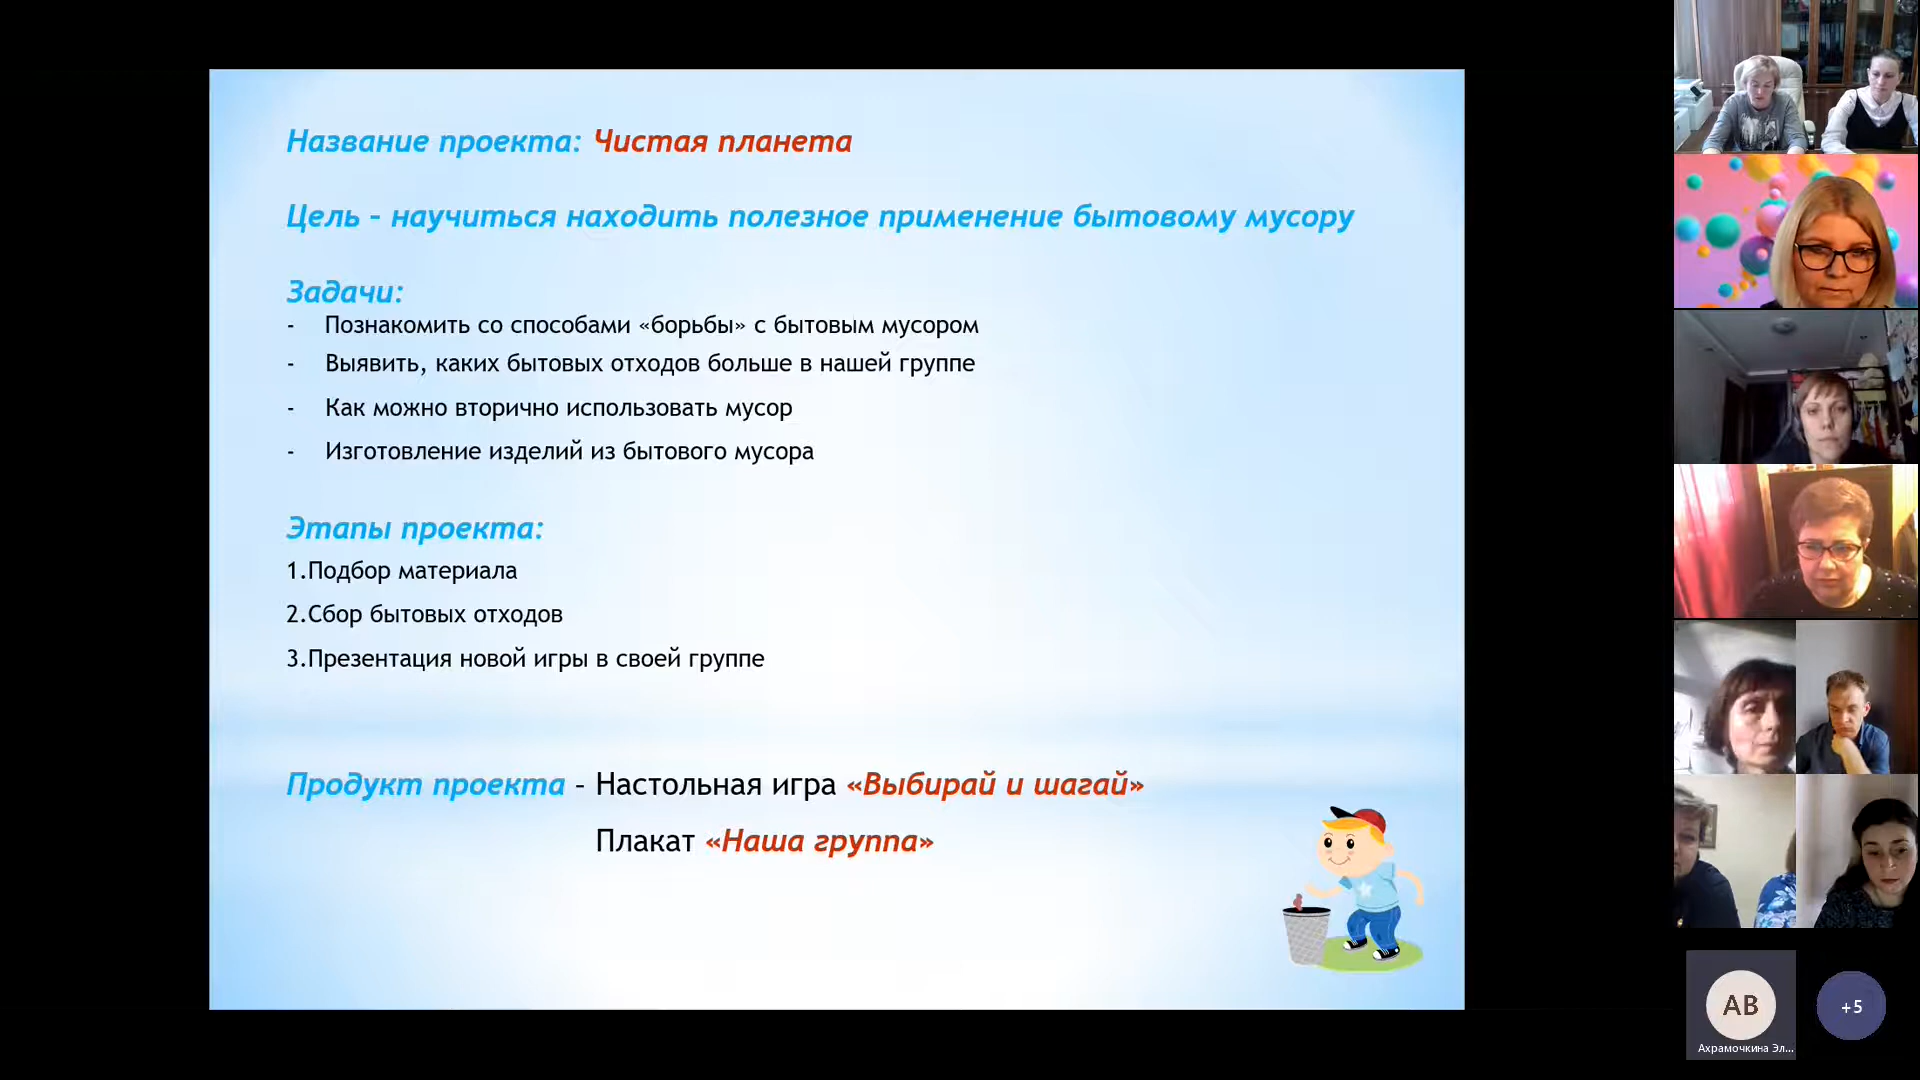 Название проекта: Чистая планета
Цель – научиться находить полезное применение бытовому мусору
Задачи:
- Познакомить со способами «борьбы» с бытовым мусором
- Выявить, каких бытовых отходов больше в нашей группе
- Как можно вторично использовать мусор
- Изготовление изделий из бытового мусора
Этапы проекта:
1.Подбор материала
2.Сбор бытовых отходов
3.Презентация новой игры в своей группе
Продукт проекта – Настольная игра «Выбирай и шагай»
Плакат «Наша группа»
АВ
Ахрамочкина Эл...
+5